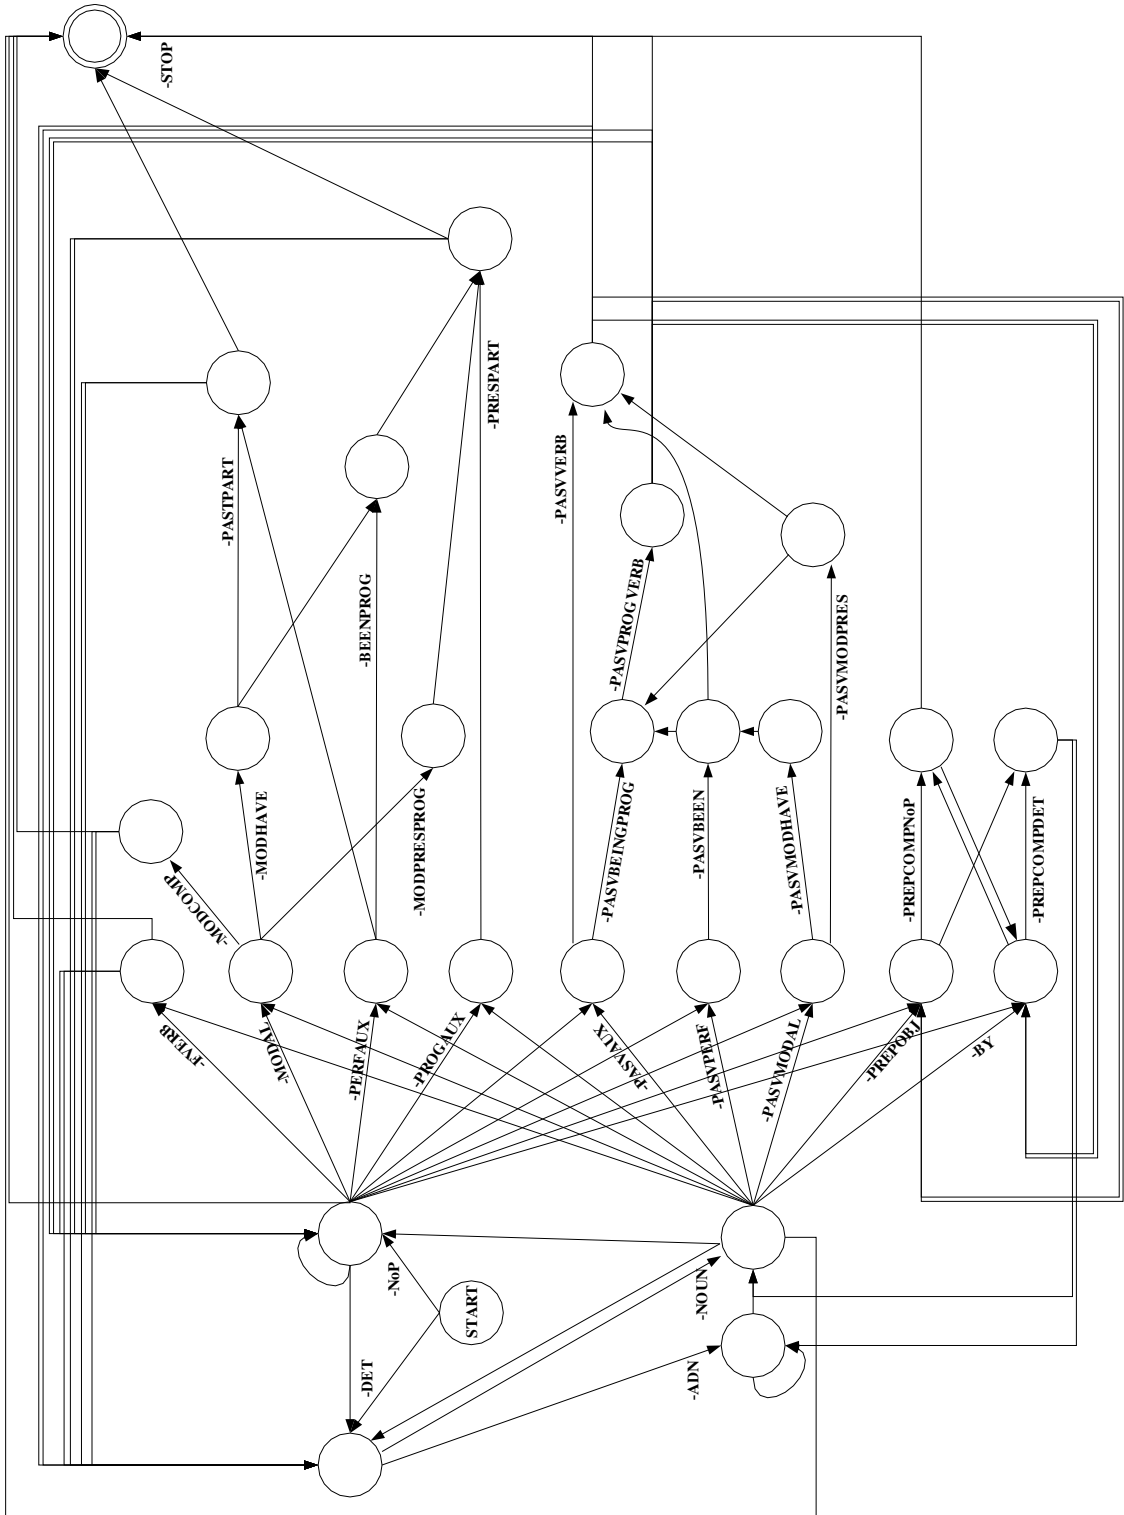 -STOP
-PRESPART
-PASTPART
-PASVVERB
-BEENPROG
-PASVPROGVERB
-PASVMODPRES
-MODCOMP
-MODHAVE
-MODPRESPROG
-PASVBEINGPROG
-PASVBEEN
-PASVMODHAVE
-PREPCOMPNoP
-PREPCOMPDET
-FVERB
-MODAL
-PERFAUX
-PROGAUX
-PASVAUX
-PASVPERF
-PASVMODAL
-PREPOBJ
-BY
-NoP
START
-NOUN
-DET
-ADN